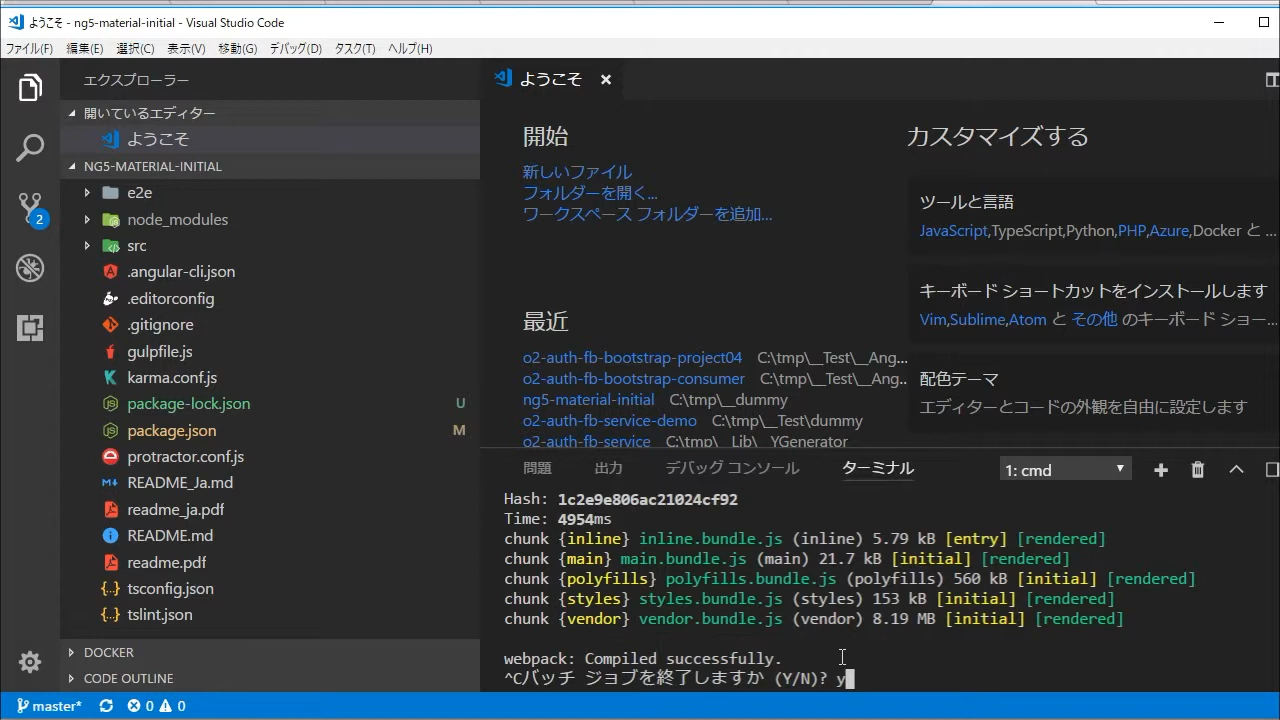 ようこそ - ng5-material-initial - Visual Studio Code
ファイル(F) 編集(E) 選択(C) 表示(V) 移動(G) デバッグ(D) タスク(T) ヘルプ(H)
エクスプローラー
開いているエディター
ようこそ
NG5-MATERIAL-INITIAL
e2e
node_modules
src
.angular-cli.json
.editorconfig
.gitignore
gulpfile.js
karma.conf.js
package-lock.json U
package.json M
protractor.conf.js
README_Ja.md
readme_ja.pdf
README.md
readme.pdf
tsconfig.json
tslint.json
DOCKER
CODE OUTLINE
2
ようこそ
開始
新しいファイル
フォルダーを開く...
ワークスペース フォルダーを追加...
最近
o2-auth-fb-bootstrap-project04 C:\tmp\__Test\__Ang...
o2-auth-fb-bootstrap-consumer C:\tmp\__Test\__Ang...
ng5-material-initial C:\tmp\__dummy
o2-auth-fb-service-demo C:\tmp\__Test\dummy
o2-auth-fb-service C:\tmp\_Lib\_YGenerator
カスタマイズする
ツールと言語
JavaScript,TypeScript,Python,PHP,Azure,Docker と ...
キーボード ショートカットをインストールします
Vim,Sublime,Atom と その他 のキーボード ショー...
配色テーマ
エディターとコードの外観を自由に設定します
問題 出力 デバッグ コンソール ターミナル 1: cmd
Hash: 1c2e9e806ac21024cf92
Time: 4954ms
chunk {inline} inline.bundle.js (inline) 5.79 kB [entry] [rendered]
chunk {main} main.bundle.js (main) 21.7 kB [initial] [rendered]
chunk {polyfills} polyfills.bundle.js (polyfills) 560 kB [initial] [rendered]
chunk {styles} styles.bundle.js (styles) 153 kB [initial] [rendered]
chunk {vendor} vendor.bundle.js (vendor) 8.19 MB [initial] [rendered]
webpack: Compiled successfully.
^Cバッチ ジョブを終了しますか (Y/N)? y
master* 0 0